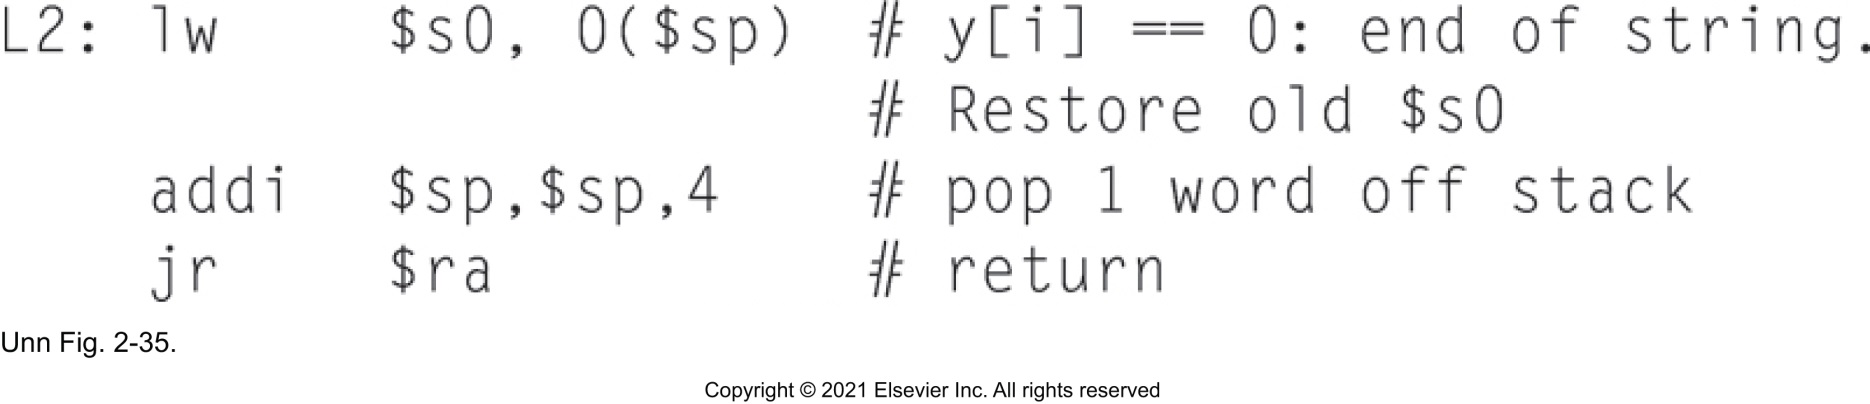 L2: lw $s0, 0($sp) # y[i] == 0: end of string.
# Restore old $s0
addi $sp,$sp,4 # pop 1 word off stack
jr $ra # return
Unn Fig. 2-35.
Copyright © 2021 Elsevier Inc. All rights reserved